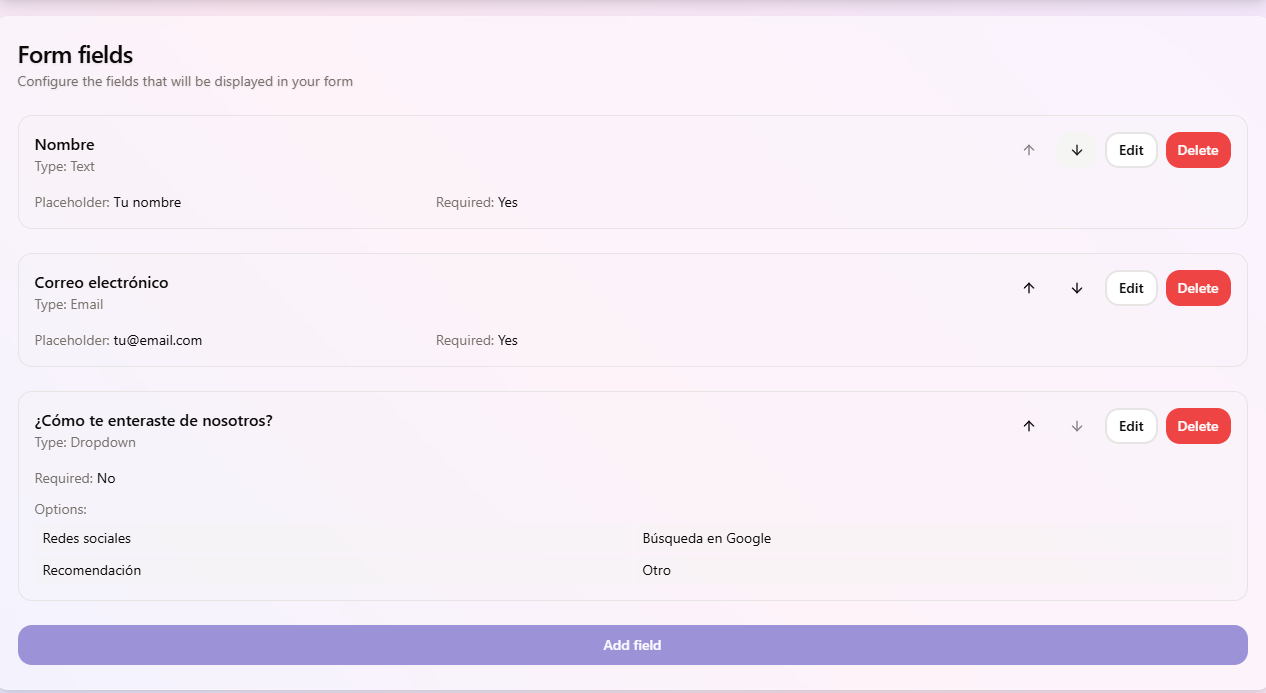 Form fields
Configure the fields that will be displayed in your form
Nombre
Type: Text
Edit
Delete
Placeholder: Tu nombre
Required: Yes
Correo electrónico
Type: Email
Edit
Delete
Placeholder: tu@email.com
Required: Yes
¿Cómo te enteraste de nosotros?
Type: Dropdown
Edit
Delete
Required: No
Options:
Redes sociales
Búsqueda en Google
Recomendación
Otro
Add field